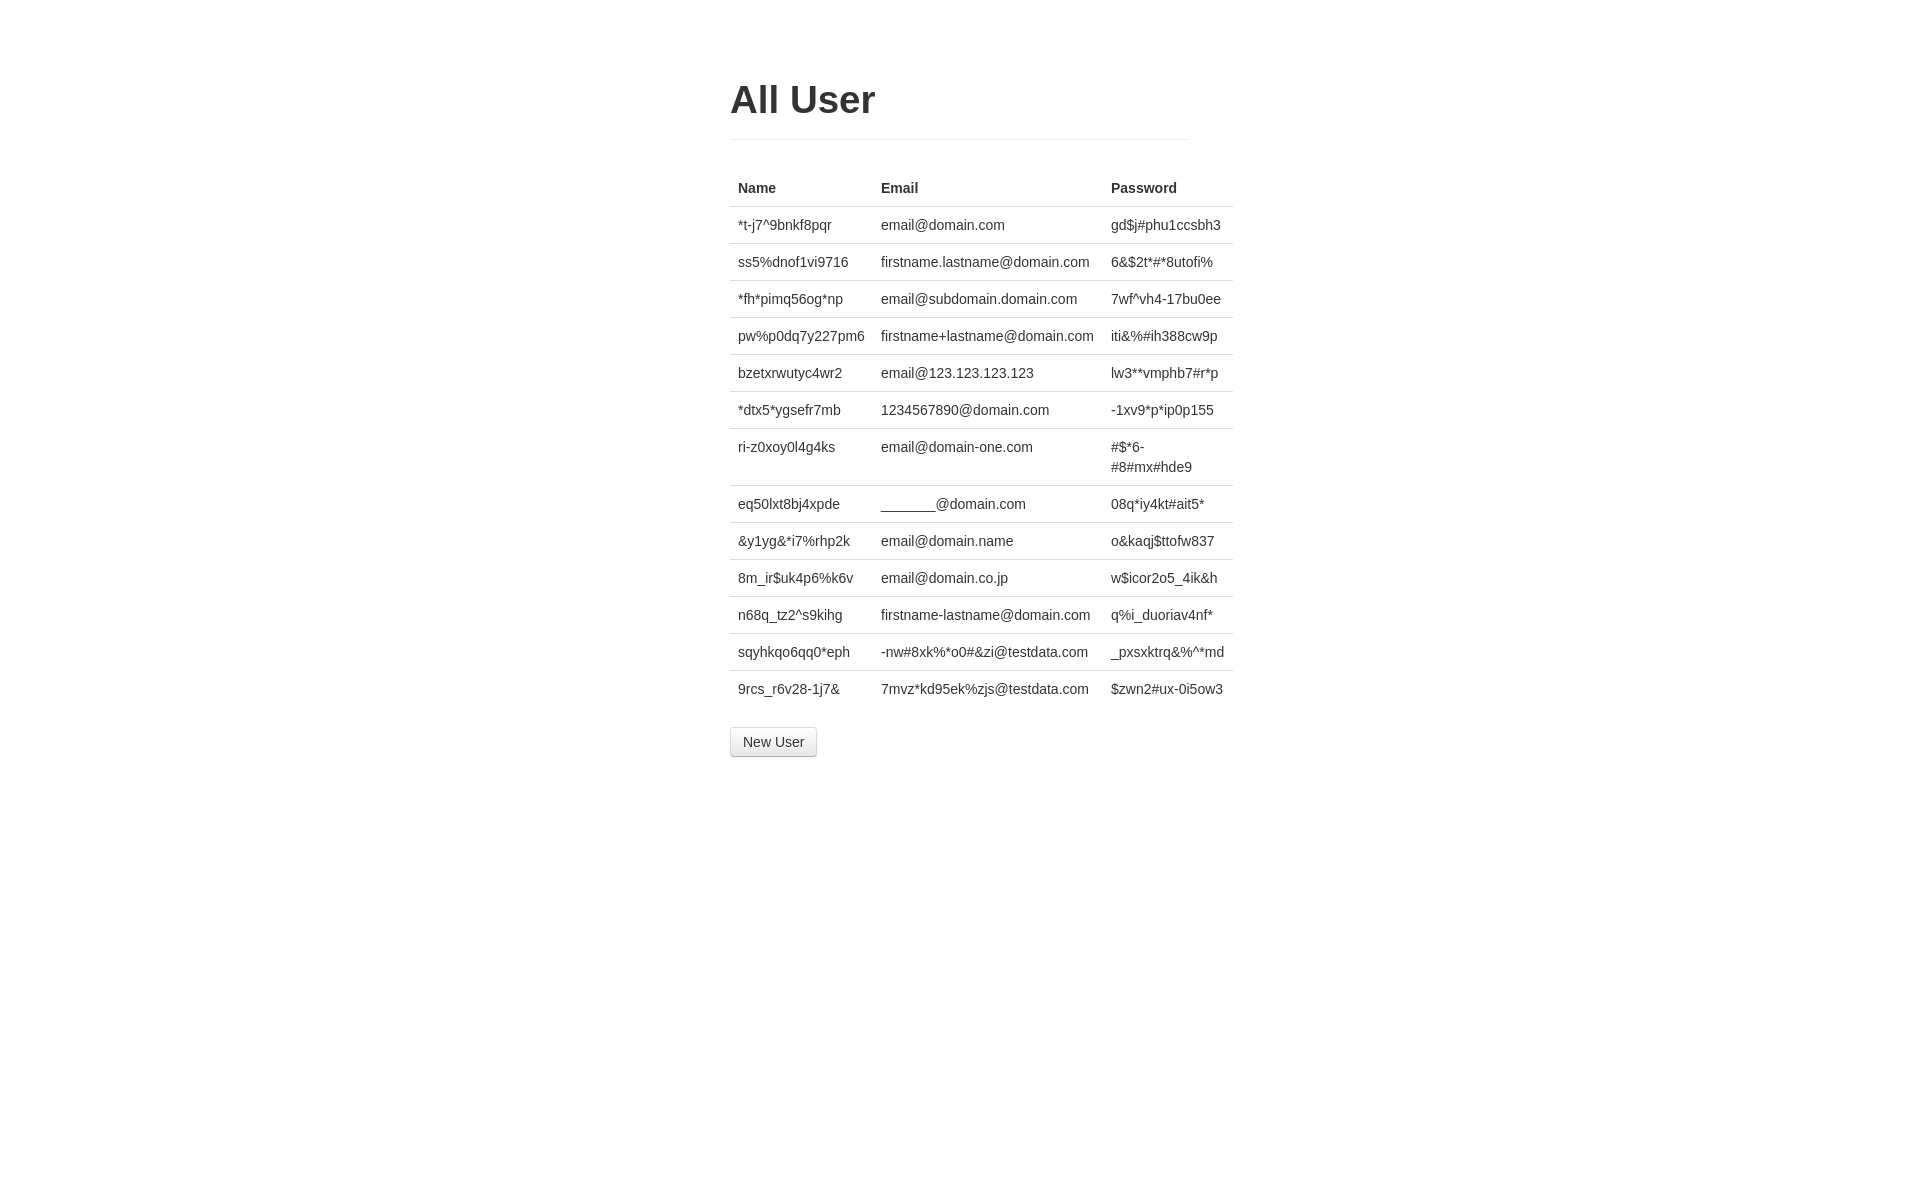 All User
Name Email Password
*t-j7^9bnkf8pqr email@domain.com gd$j#phu1ccsbh3
ss5%dnof1vi9716 firstname.lastname@domain.com 6&$2t*#*8utofi%
*fh*pimq56og*np email@subdomain.domain.com 7wf^vh4-17bu0ee
pw%p0dq7y227pm6 firstname+lastname@domain.com iti&%#ih388cw9p
bzetxrwutyc4wr2 email@123.123.123.123 lw3**vmphb7#r*p
*dtx5*ygsefr7mb 1234567890@domain.com -1xv9*p*ip0p155
ri-z0xoy0l4g4ks email@domain-one.com #$*6-
#8#mx#hde9
eq50lxt8bj4xpde _______@domain.com 08q*iy4kt#ait5*
&y1yg&*i7%rhp2k email@domain.name o&kaqj$ttofw837
8m_ir$uk4p6%k6v email@domain.co.jp w$icor2o5_4ik&h
n68q_tz2^s9kihg firstname-lastname@domain.com q%i_duoriav4nf*
sqyhkqo6qq0*eph -nw#8xk%*o0#&zi@testdata.com _pxsxktrq&%^*md
9rcs_r6v28-1j7& 7mvz*kd95ek%zjs@testdata.com $zwn2#ux-0i5ow3
New User